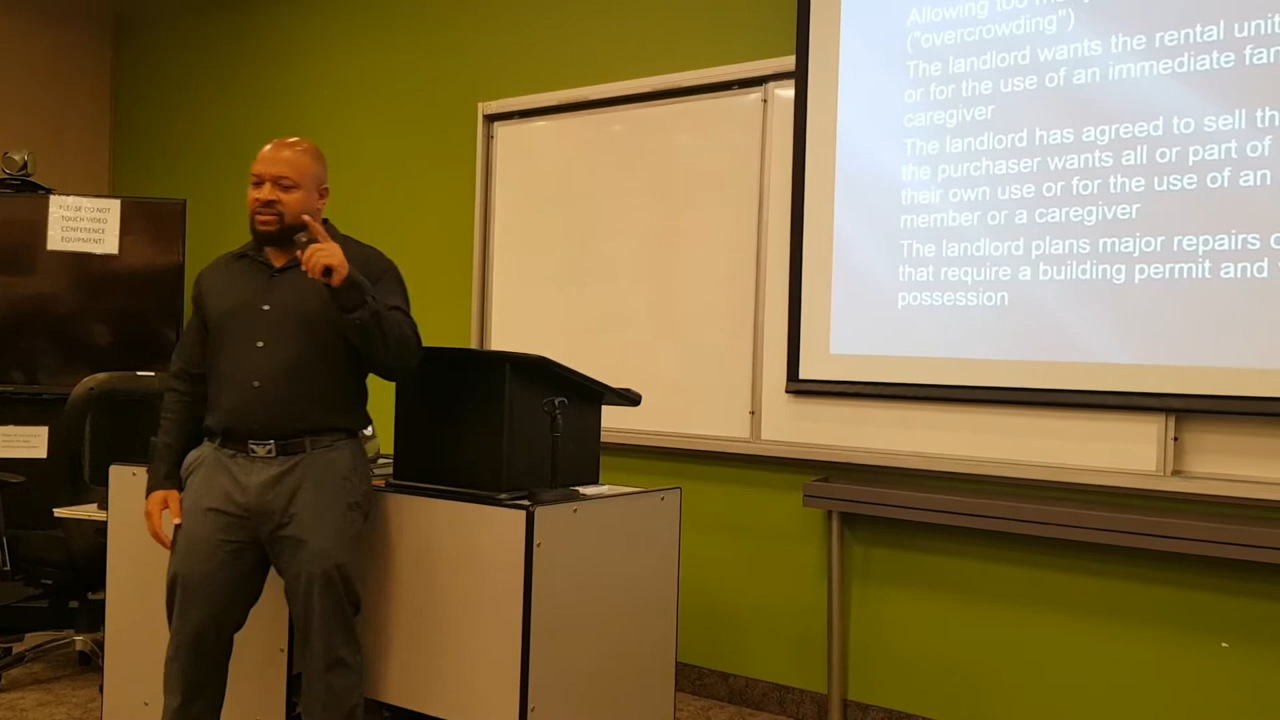 PLEASE DO NOT
TOUCH VIDEO
CONFERENCE
EQUIPMENT!
Allowing too
("overcrowding")
The landlord wants the rental unit
or for the use of an immediate
caregiver
The landlord has agreed to sell
the purchaser wants all or part of
their own use or for the use of an
member or a caregiver
The landlord plans major repairs
that require a building permit and
possession